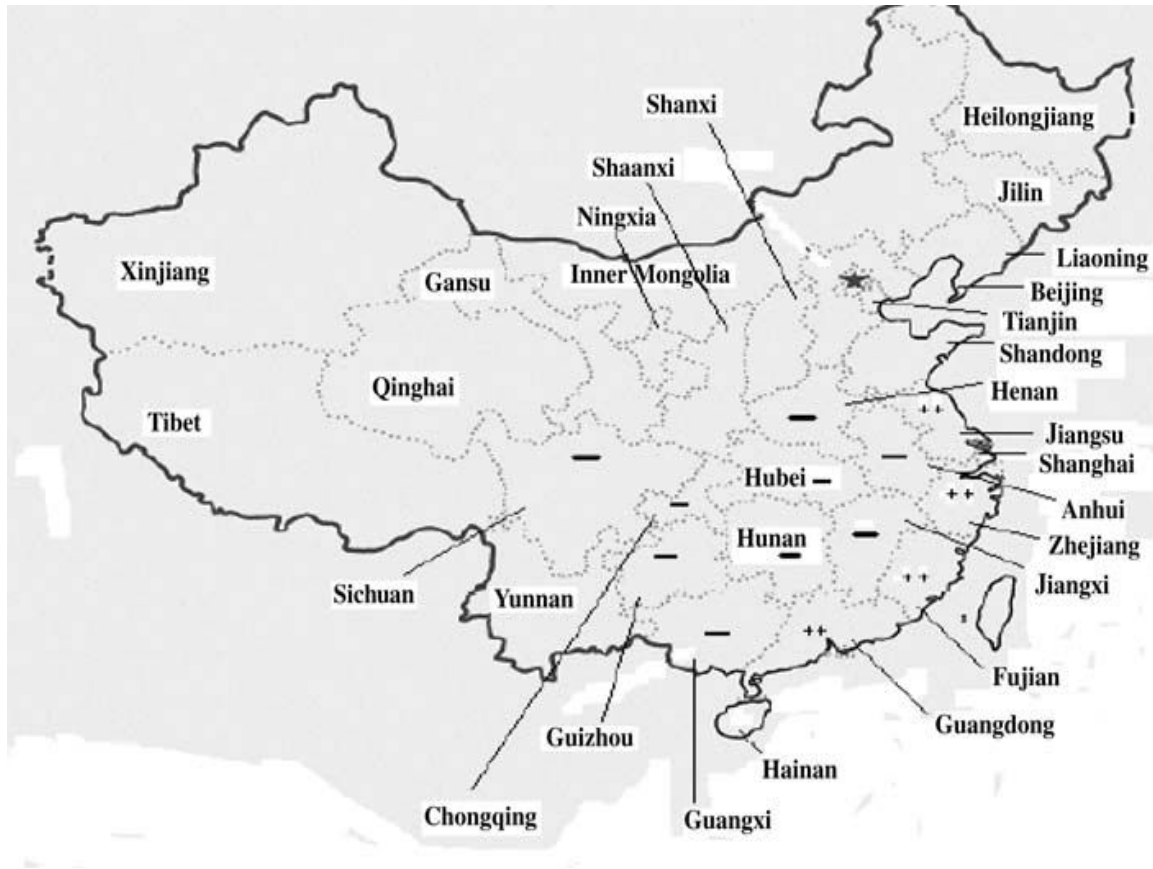 Shanxi
Heilongjiang
Shaanxi
Jilin
Ningxia
Liaoning
Xinjiang
Gansu
Inner Mongolia
Beijing
Tianjin
Shandong
Qinghai
Henan
Tibet
++
Jiangsu
Shanghai
Hubei
++
Anhui
Hunan
Zhejiang
Jiangxi
Sichuan
Yunnan
++
++
Fujian
Guizhou
Guangdong
Hainan
Chongqing
Guangxi